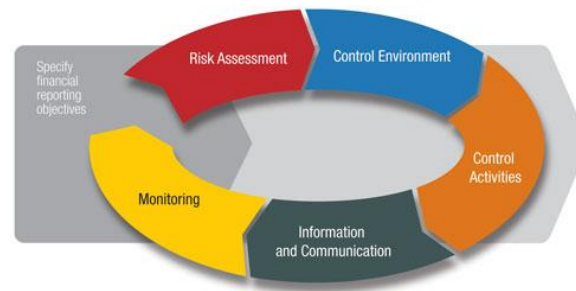 Specify
financial
reporting
objectives
Risk Assessment
Control Environment
Control
Activities
Information
and Communication
Monitoring